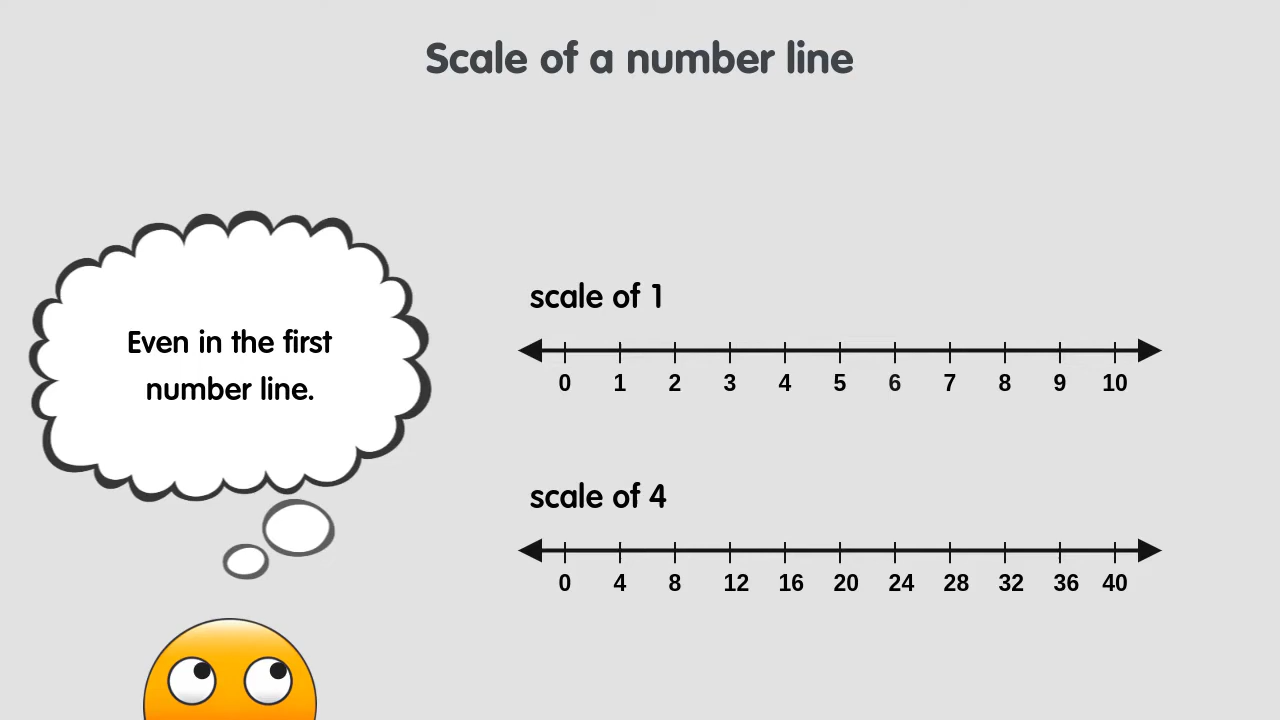 Scale of a number line
Even in the first
number line.
scale of 1
0 1 2 3 4 5 6 7 8 9 10
scale of 4
0 4 8 12 16 20 24 28 32 36 40